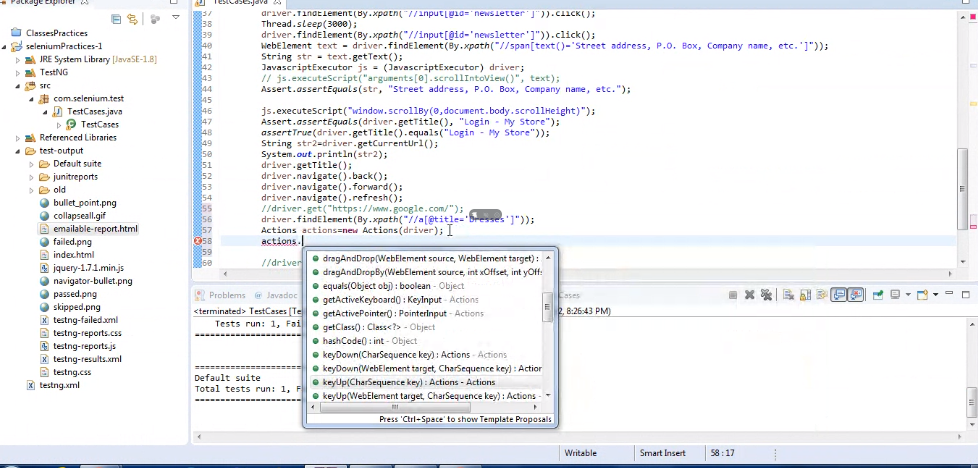 Package Explorer
TestCases.java
ClassesPractices
seleniumPractices-1
JRE System Library [JavaSE-1.8]
TestNG
src
com.selenium.test
TestCases.java
TestCases
Referenced Libraries
test-output
Default suite
junitreports
old
bullet_point.png
collapseall.gif
emailable-report.html
failed.png
index.html
jquery-1.7.1.min.js
navigator-bullet.png
passed.png
skipped.png
testng-failed.xml
testng-reports.css
testng-results.xml
testng.css
testng.xml
37 driver.findElement(By.xpath("//input[@id='newsletter']")).click();
38 Thread.sleep(3000);
39 driver.findElement(By.xpath("//input[@id='newsletter']")).click();
40 WebElement text = driver.findElement(By.xpath("//span[text()='Street address, P.O. Box, Company name, etc.']"));
41 String str = text.getText();
42 JavascriptExecutor js = (JavascriptExecutor) driver;
43 // js.executeScript("arguments[0].scrollIntoView()", text);
44 Assert.assertEquals(str, "Street address, P.O. Box, Company name, etc.");
45
46 js.executeScript("window.scrollBy(0,document.body.scrollHeight)");
47 Assert.assertEquals(driver.getTitle(), "Login - My Store");
48 assertTrue(driver.getTitle().equals("Login - My Store"));
49 String str2=driver.getCurrentUrl();
50 System.out.println(str2);
51 driver.getTitle();
52 driver.navigate().back();
53 driver.navigate().forward();
54 driver.navigate().refresh();
55 //driver.get("https://www.google.com/");
56 driver.findElement(By.xpath("//a[@title='Dresses']"));
57 Actions actions=new Actions(driver);
58 actions.
59
60 //driver
dragAndDrop(WebElement source, WebElement target) :
dragAndDropBy(WebElement source, int xOffset, int yOffs
equals(Object obj) : boolean - Object
getActiveKeyboard() : KeyInput - Actions
getActivePointer() : PointerInput - Actions
getClass() : Class<?> - Object
hashCode() : int - Object
keyDown(CharSequence key) : Actions - Actions
keyDown(WebElement target, CharSequence key) : Action
keyUp(CharSequence key) : Actions - Actions
keyUp(WebElement target, CharSequence key) : Actions -
Press 'Ctrl+Space' to show Template Proposals
Problems
Javadoc
Cases
<terminated> TestCases [
2, 8:26:43 PM)
Tests run: 1, Fai
===============================
===============================
Default suite
Total tests run: 1,
===============================
Writable
Smart Insert
58 : 17